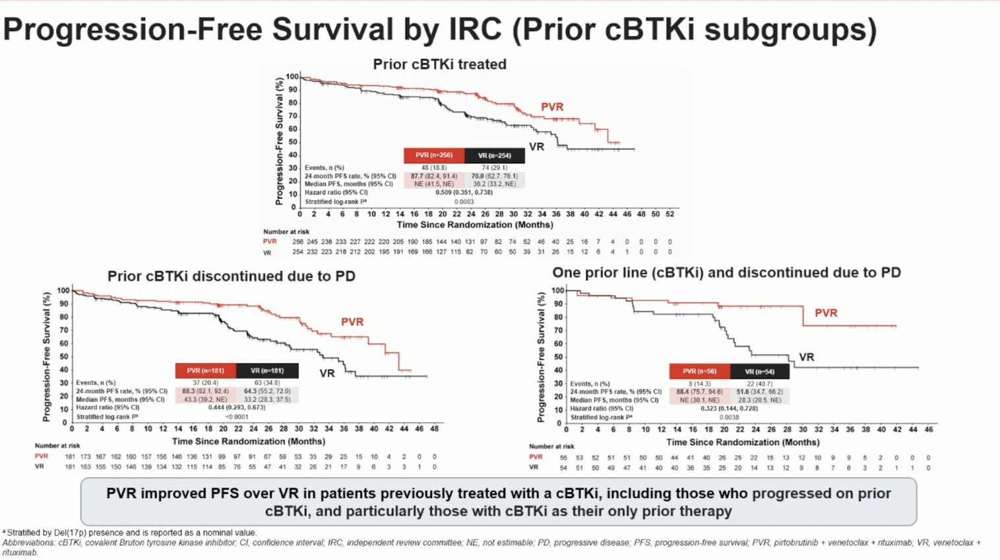 Progression-Free Survival by IRC (Prior cBTKi subgroups)
Prior cBTKi treated
Progression-Free Survival (%)
100
90
80
70
60
50
40
30
20
10
0
PVR
VR
PVR (n=256) VR (n=254)
Events, n (%) 48 (18.8) 74 (29.1)
24-month PFS rate, % (95% CI) 87.7 (82.4, 91.4) 70.0 (62.7, 76.1)
Median PFS, months (95% CI) NE (41.5, NE) 36.2 (33.2, NE)
Hazard ratio (95% CI) 0.509 (0.351, 0.738)
Stratified log-rank Pª 0.0003
0 2 4 6 8 10 12 14 16 18 20 22 24 26 28 30 32 34 36 38 40 42 44 46 48 50 52
Time Since Randomization (Months)
Number at risk
PVR 256 245 238 233 227 222 220 205 190 185 144 140 131 97 82 74 52 46 40 25 16 7 4 0 0 0 0
VR 254 232 223 218 212 202 195 191 169 166 127 115 82 70 60 50 39 31 26 15 12 6 4 1 0 0 0
Prior cBTKi discontinued due to PD
Progression-Free Survival (%)
100
90
80
70
60
50
40
30
20
10
0
PVR
VR
PVR (n=181) VR (n=181)
Events, n (%) 37 (20.4) 63 (34.8)
24-month PFS rate, % (95% CI) 88.3 (82.1, 92.4) 64.3 (55.2, 72.0)
Median PFS, months (95% CI) 43.3 (39.2, NE) 33.2 (28.3, 37.5)
Hazard ratio (95% CI) 0.444 (0.293, 0.673)
Stratified log-rank Pª <0.0001
0 2 4 6 8 10 12 14 16 18 20 22 24 26 28 30 32 34 36 38 40 42 44 46 48
Time Since Randomization (Months)
Number at risk
PVR 181 173 167 162 160 157 156 146 136 131 99 97 91 67 59 53 35 29 25 15 10 4 2 0 0
VR 181 163 155 150 146 139 134 132 115 114 85 76 55 47 41 32 26 21 17 9 6 3 3 1 0
One prior line (cBTKi) and discontinued due to PD
Progression-Free Survival (%)
100
90
80
70
60
50
40
30
20
10
0
PVR
VR
PVR (n=56) VR (n=54)
Events, n (%) 8 (14.3) 22 (40.7)
24-month PFS rate, % (95% CI) 88.4 (75.7, 94.6) 51.6 (34.7, 66.2)
Median PFS, months (95% CI) NE (30.1, NE) 28.3 (20.5, NE)
Hazard ratio (95% CI) 0.323 (0.144, 0.728)
Stratified log-rank Pª 0.0038
0 2 4 6 8 10 12 14 16 18 20 22 24 26 28 30 32 34 36 38 40 42 44 46
Time Since Randomization (Months)
Number at risk
PVR 56 53 52 51 51 50 50 44 41 40 26 25 22 15 13 12 10 9 9 5 2 0 0 0
VR 54 51 50 49 47 41 40 40 36 35 25 20 14 13 12 9 8 7 6 3 2 1 1 0
PVR improved PFS over VR in patients previously treated with a cBTKi, including those who progressed on prior
cBTKi, and particularly those with cBTKi as their only prior therapy
ª Stratified by Del(17p) presence and is reported as a nominal value.
Abbreviations: cBTKi, covalent Bruton tyrosine kinase inhibitor; CI, confidence interval; IRC, independent review committee; NE, not estimable; PD, progressive disease; PFS, progression-free survival; PVR, pirtobrutinib + venetoclax + rituximab; VR, venetoclax +
rituximab.